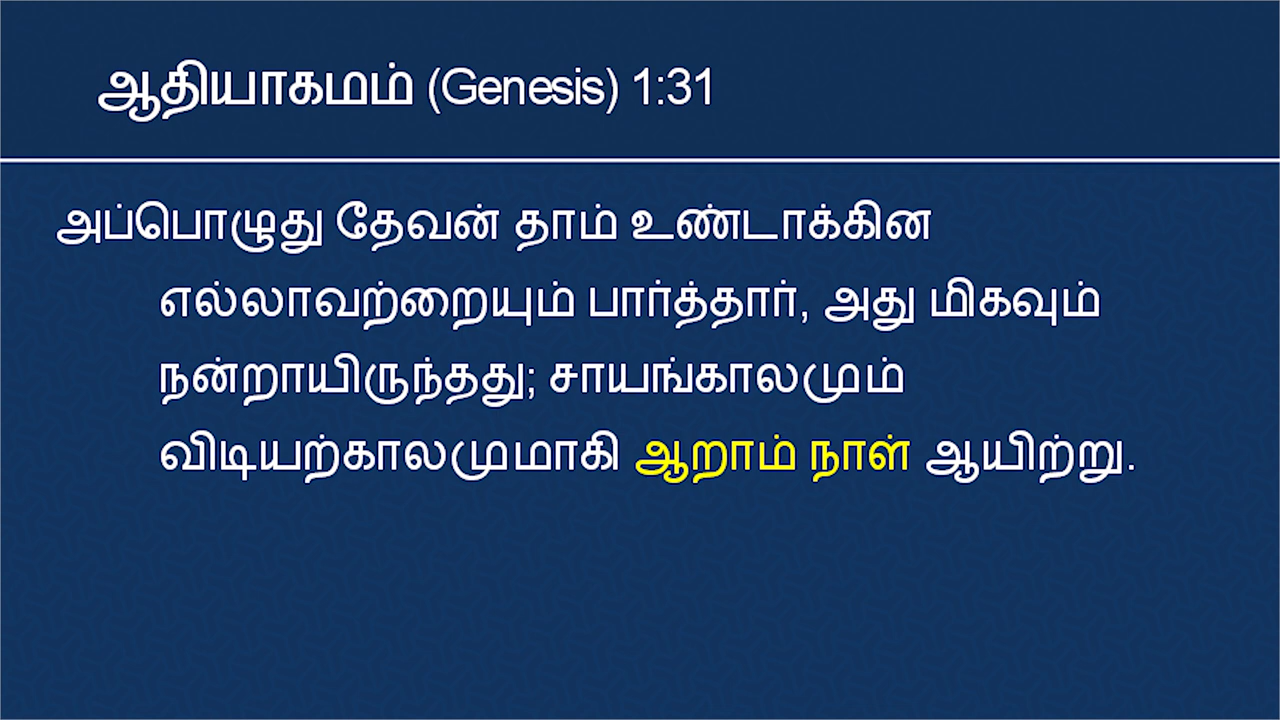 ஆதியாகமம் (Genesis) 1:31
அப்பொழுது தேவன் தாம் உண்டாக்கின
எல்லாவற்றையும் பார்த்தார், அது மிகவும்
நன்றாயிருந்தது; சாயங்காலமும்
விடியற்காலமுமாகி ஆறாம் நாள் ஆயிற்று.